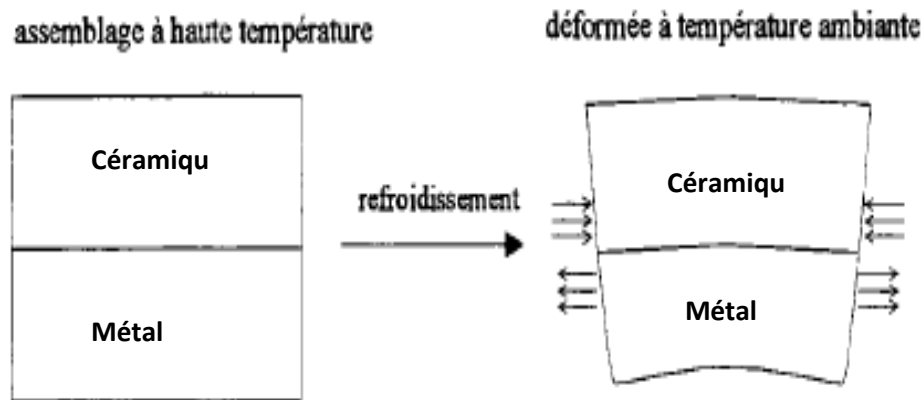 assemblage à haute température
déformée à température ambiante
Céramiqu
Céramiqu
refroidissement
Métal
Métal